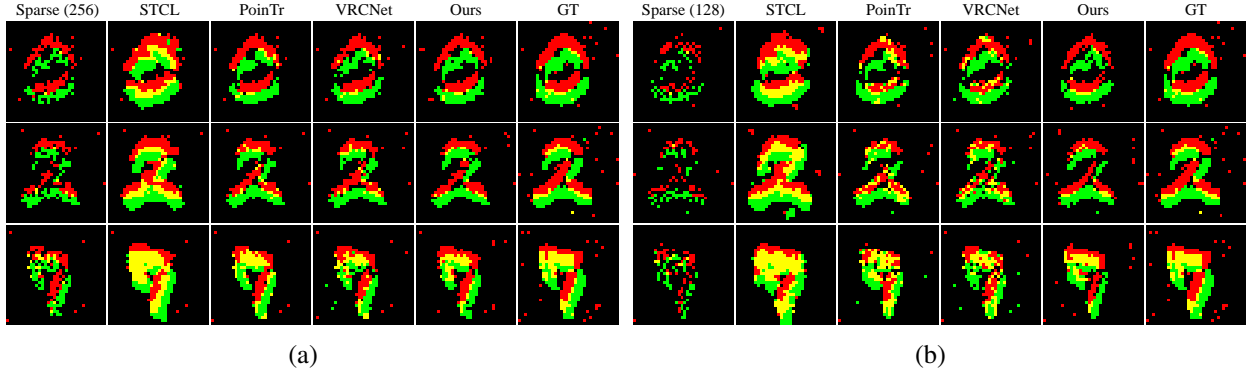 Sparse (256) STCL PoinTr VRCNet Ours GT Sparse (128) STCL PoinTr VRCNet Ours GT
(a) (b)